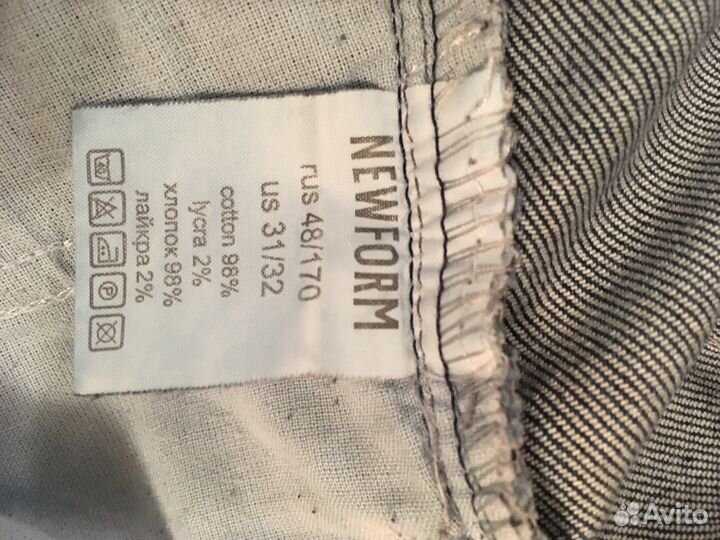 NEWFORM
rus 48/170
us 31/32
cotton 98%
lycra 2%
хлопок 98%
лайкра 2%
Avito